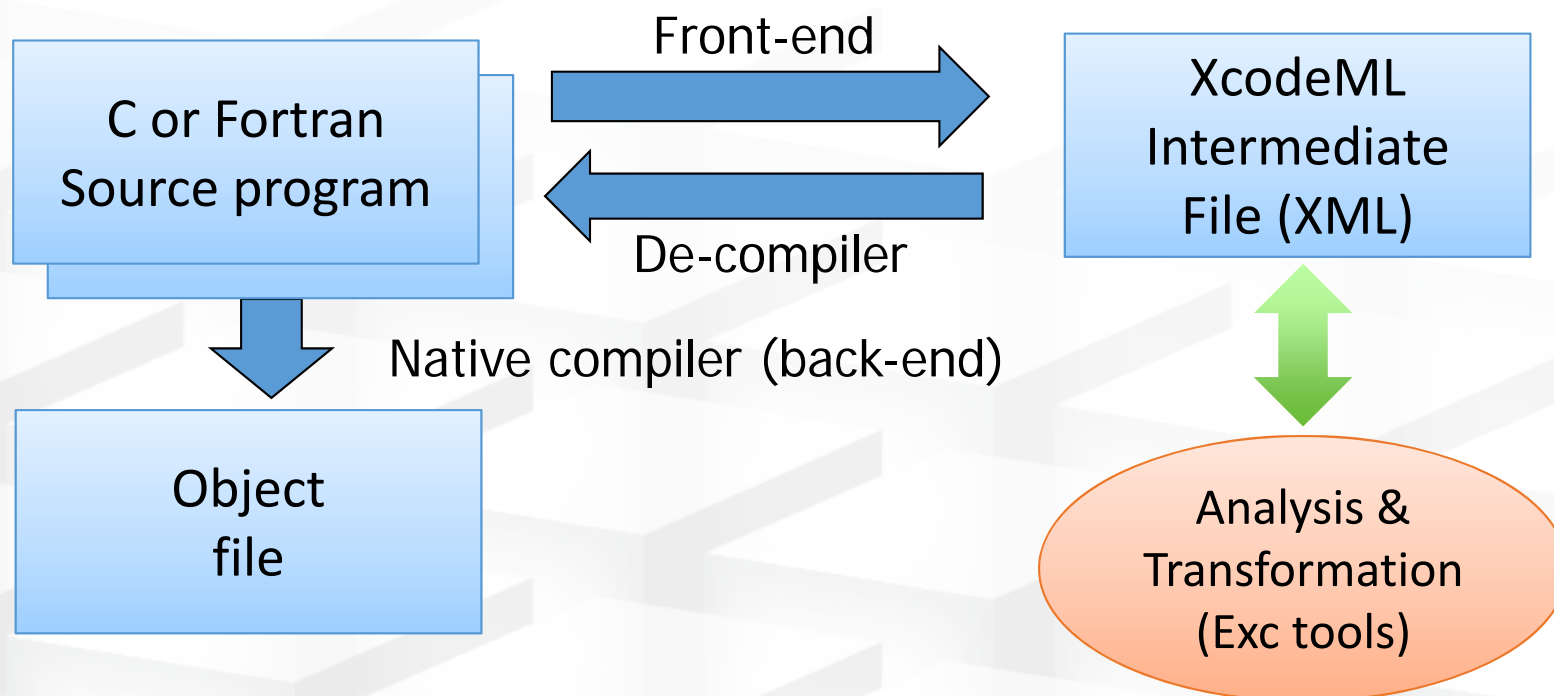 Front-end
C or Fortran
Source program
XcodeML
Intermediate
File (XML)
De-compiler
Native compiler (back-end)
Object
file
Analysis &
Transformation
(Exc tools)